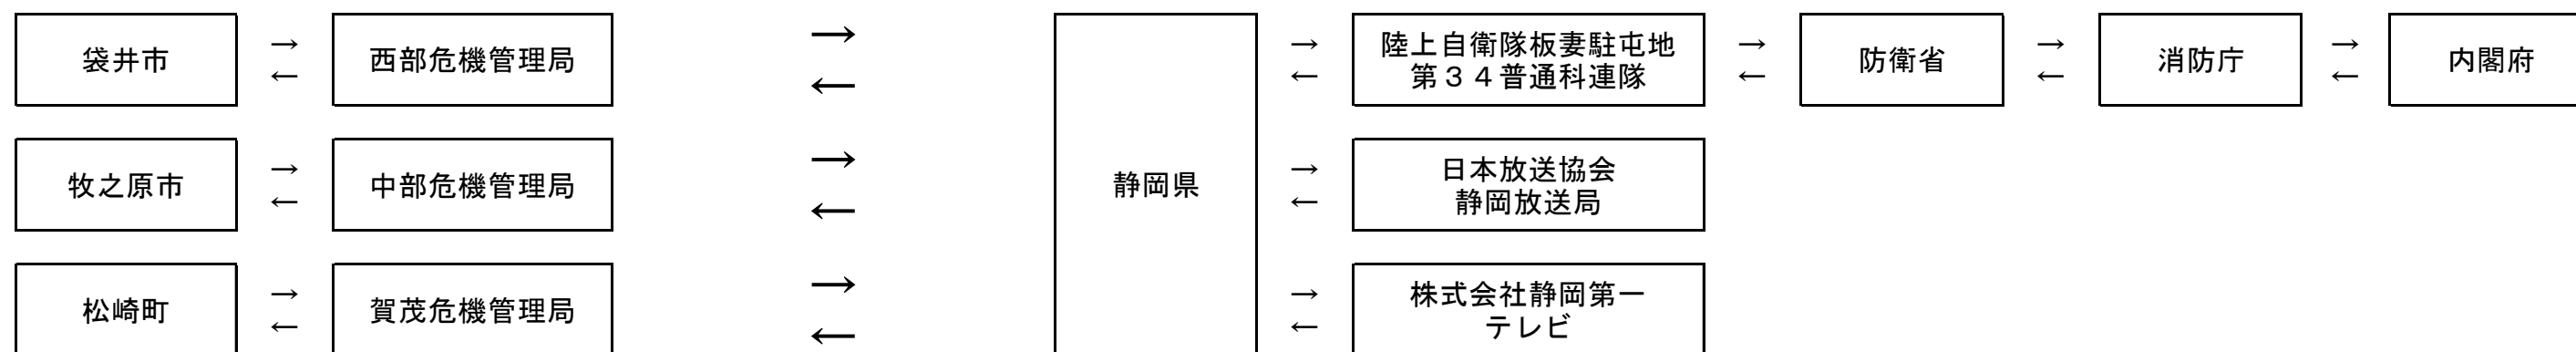 袋井市
→
←
西部危機管理局
→
←
静岡県
→
←
陸上自衛隊板妻駐屯地
第３４普通科連隊
→
←
防衛省
→
←
消防庁
→
←
内閣府
牧之原市
→
←
中部危機管理局
→
←
→
←
日本放送協会
静岡放送局
松崎町
→
←
賀茂危機管理局
→
←
→
←
株式会社静岡第一
テレビ